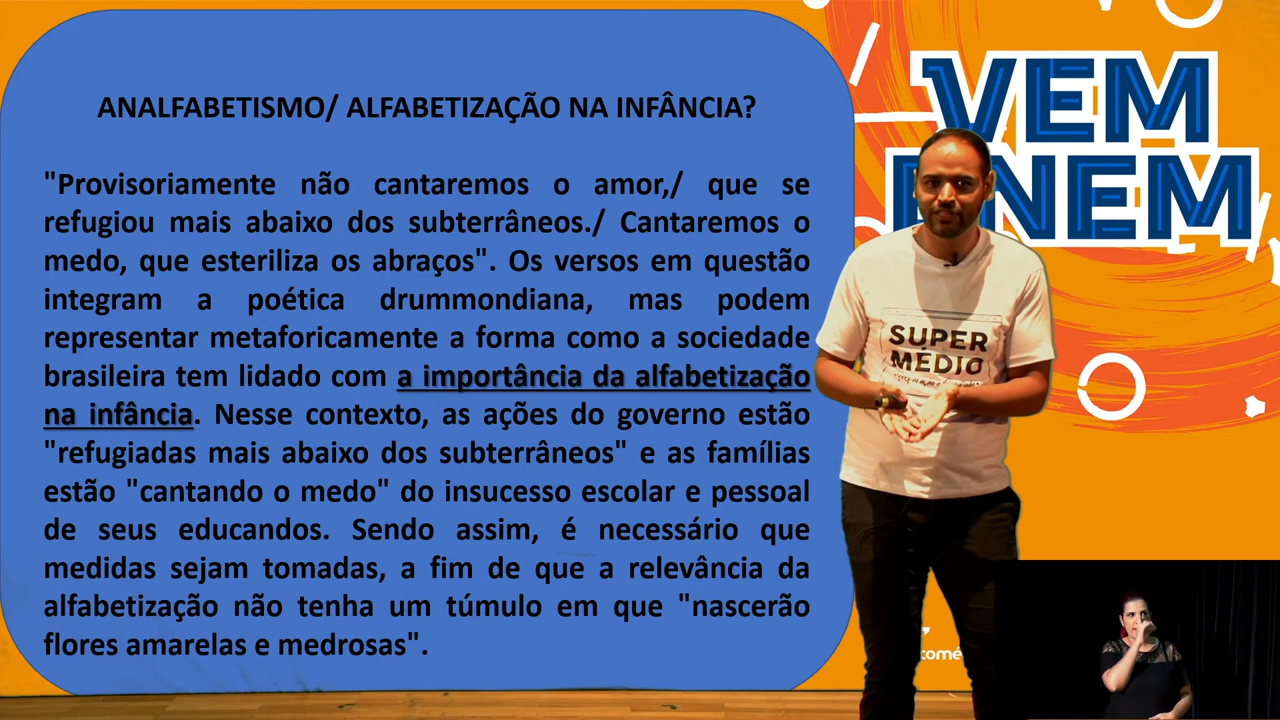 ANALFABETISMO/ ALFABETIZAÇÃO NA INFÂNCIA?
"Provisoriamente não cantaremos o amor,/ que se
refugiou mais abaixo dos subterrâneos./ Cantaremos o
medo, que esteriliza os abraços". Os versos em questão
integram a poética drummondiana, mas podem
representar metaforicamente a forma como a sociedade
brasileira tem lidado com a importância da alfabetização
na infância. Nesse contexto, as ações do governo estão
"refugiadas mais abaixo dos subterrâneos" e as famílias
estão "cantando o medo" do insucesso escolar e pessoal
de seus educandos. Sendo assim, é necessário que
medidas sejam tomadas, a fim de que a relevância da
alfabetização não tenha um túmulo em que "nascerão
flores amarelas e medrosas".
VEM
ENEM
SUPER
MÉDIO